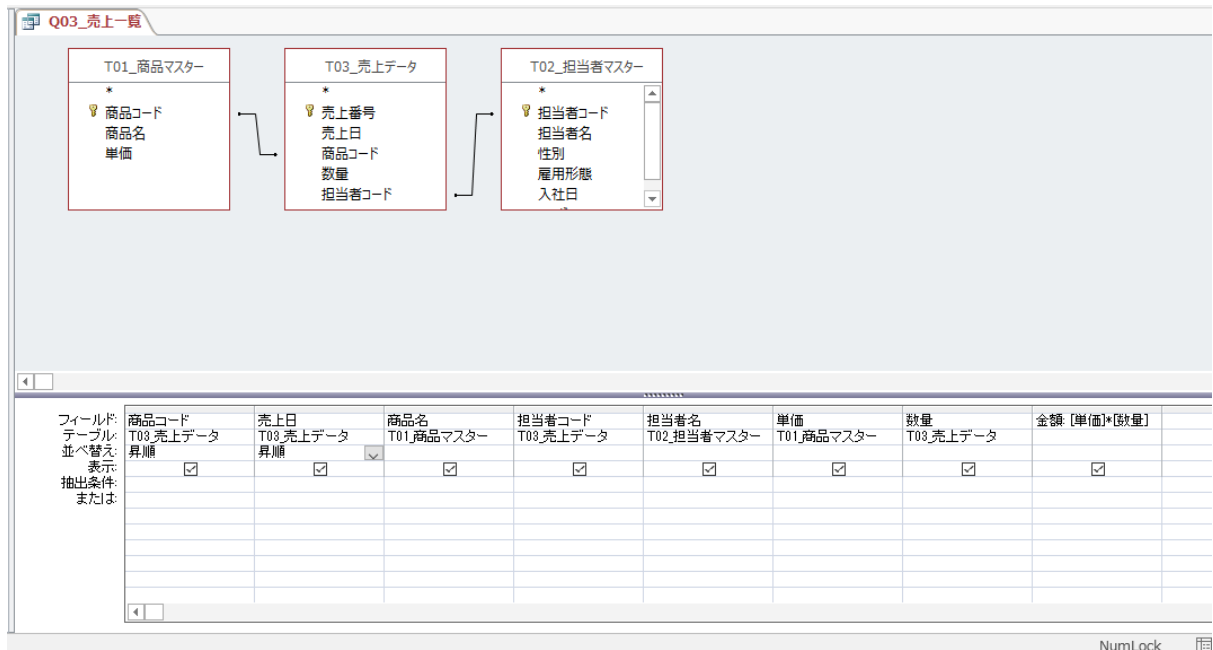 Q03_売上一覧
T01_商品マスター
*
商品コード
商品名
単価
T03_売上データ
*
売上番号
売上日
商品コード
数量
担当者コード
T02_担当者マスター
*
担当者コード
担当者名
性別
雇用形態
入社日
フィールド: 商品コード 売上日 商品名 担当者コード 担当者名 単価 数量 金額: [単価]*[数量]
テーブル: T03_売上データ T03_売上データ T01_商品マスター T03_売上データ T02_担当者マスター T01_商品マスター T03_売上データ
並べ替え: 昇順 昇順
表示:
抽出条件:
または:
NumLock